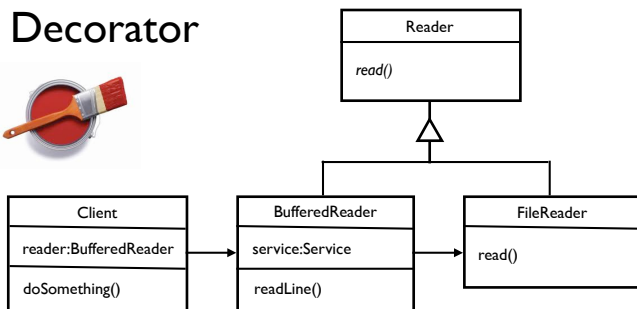 Decorator
Reader
read()
Client
reader:BufferedReader
doSomething()
BufferedReader
service:Service
readLine()
FileReader
read()